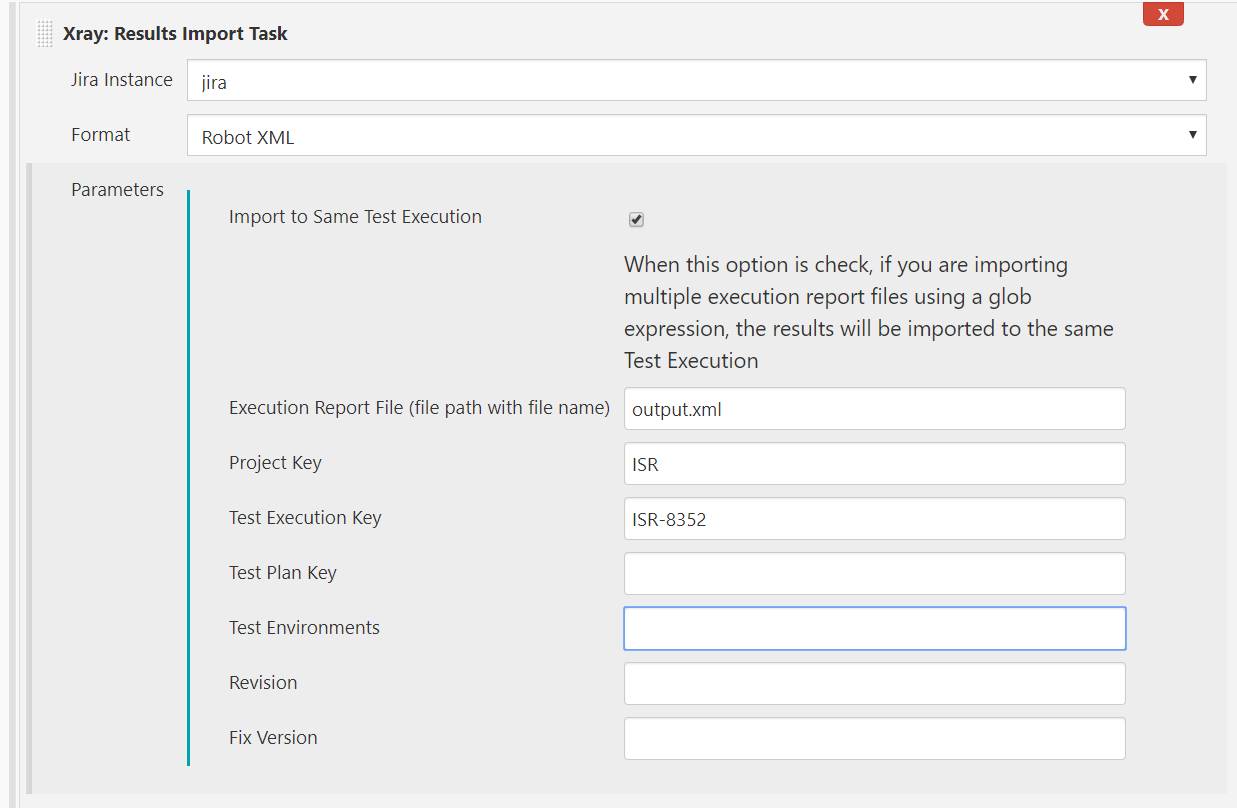 Xray: Results Import Task
X
Jira Instance
jira
Format
Robot XML
Parameters
Import to Same Test Execution
When this option is check, if you are importing
multiple execution report files using a glob
expression, the results will be imported to the same
Test Execution
Execution Report File (file path with file name)
output.xml
Project Key
ISR
Test Execution Key
ISR-8352
Test Plan Key
Test Environments
Revision
Fix Version